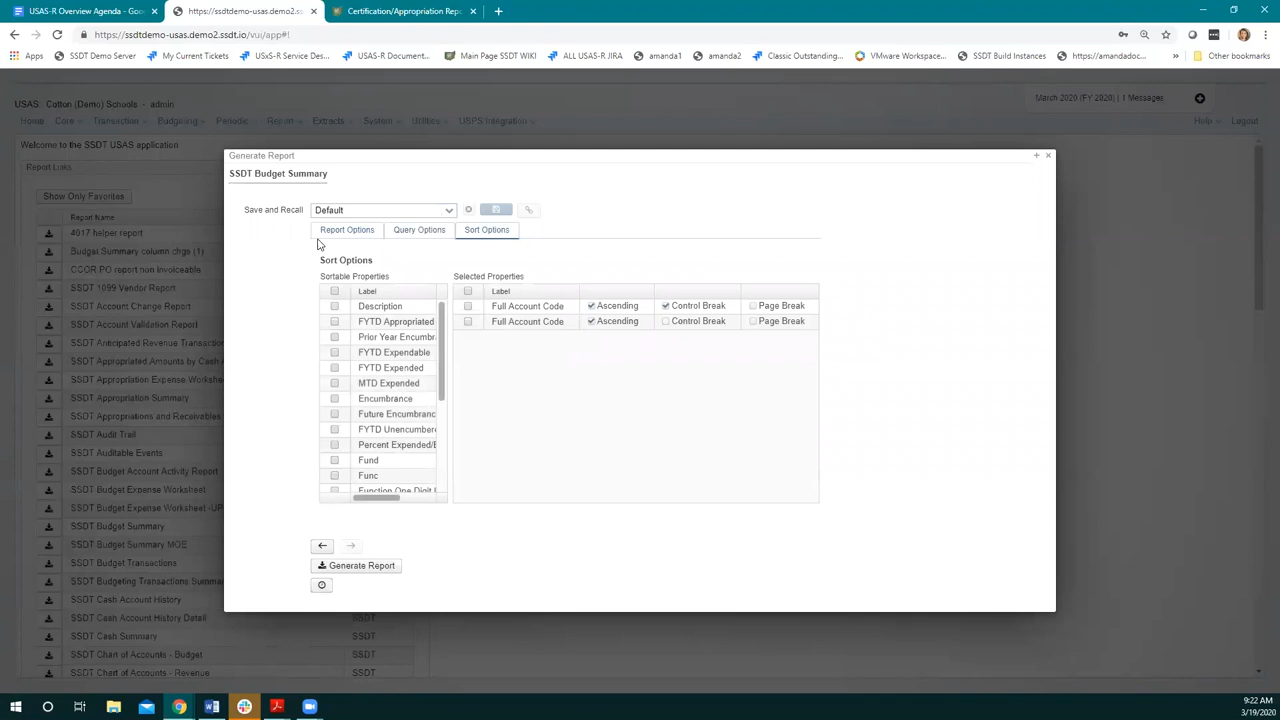 USAS-R Overview Agenda - Goo
https://ssdtdemo-usas.demo2.s
Certification/Appropriation Repo
https://ssdtdemo-usas.demo2.ssdt.io/vui/app#!
Apps
SSDT Demo Server
My Current Tickets
USxS-R Service Des...
USAS-R Document...
Main Page SSDT WIKI
ALL USAS-R JIRA
amanda1
amanda2
Classic Outstanding...
VMware Workspace...
SSDT Build Instances
https://amandadoc...
Other bookmarks
USAS Cotton (Demo) Schools - admin
March 2020 (FY 2020) | 1 Messages
Home Core Transaction Budgeting Periodic Report Extracts System Utilities USPS Integration Help Logout
Welcome to the SSDT USAS application
Report Links
Show Only Favorites
Report Name
4017 helper report
Budget Summary column chgs (1)
CCOR PO report non Invoiceable
SSDT 1099 Vendor Report
SSDT Account Change Report
SSDT Account Validation Report
SSDT Anticipated Revenue Transaction
SSDT Appropriated Amounts by Cash A
SSDT Appropriation Expense Workshe
SSDT Appropriation Summary
SSDT Appropriations and Receivables
SSDT Audit Trail
SSDT Auditable Events
SSDT Budget Account Activity Report
SSDT Budget Expense Worksheet
SSDT Budget Expense Worksheet -UP
SSDT Budget Summary
SSDT Budget Summary MOE
SSDT Budget Transactions
SSDT Budgeting Transactions Summa
SSDT Cash Account History
SSDT Cash Account History Detail
SSDT Cash Summary SSDT
SSDT Chart of Accounts - Budget SSDT
SSDT Chart of Accounts - Revenue SSDT
Generate Report
SSDT Budget Summary
Save and Recall Default
Report Options Query Options Sort Options
Sort Options
Sortable Properties
Label
Description
FYTD Appropriated
Prior Year Encumbr
FYTD Expendable
FYTD Expended
MTD Expended
Encumbrance
Future Encumbranc
FYTD Unencumbere
Percent Expended/E
Fund
Func
Function One Digit
Selected Properties
Label
Full Account Code Ascending Control Break Page Break
Full Account Code Ascending Control Break Page Break
Generate Report
9:22 AM
3/19/2020